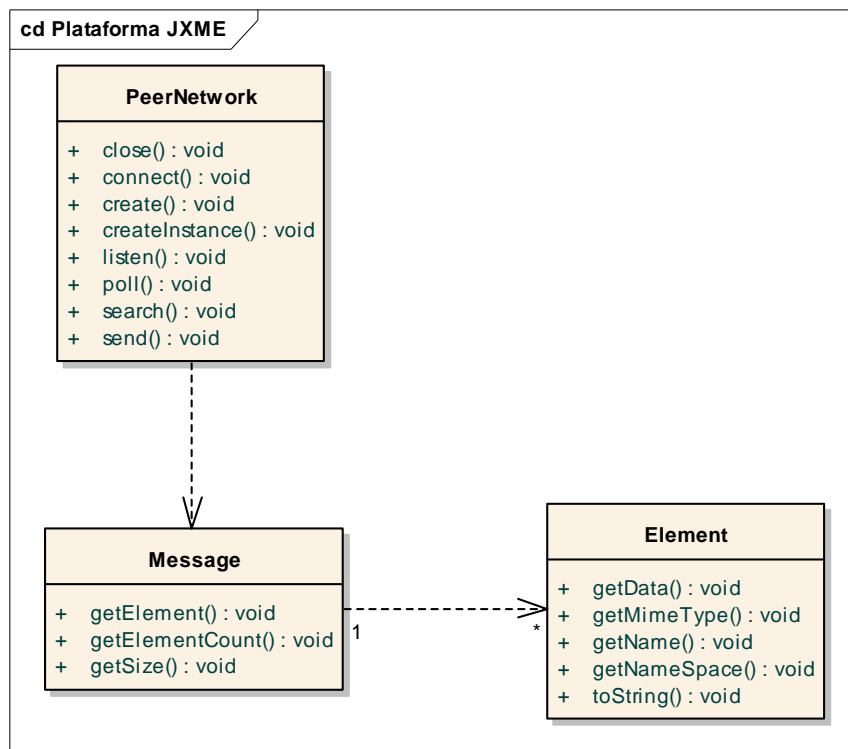 cd Plataforma JXME
PeerNetwork
+ close() : void
+ connect() : void
+ create() : void
+ createInstance() : void
+ listen() : void
+ poll() : void
+ search() : void
+ send() : void
Message
+ getElement() : void
+ getElementCount() : void
+ getSize() : void
1
*
Element
+ getData() : void
+ getMimeType() : void
+ getName() : void
+ getNameSpace() : void
+ toString() : void